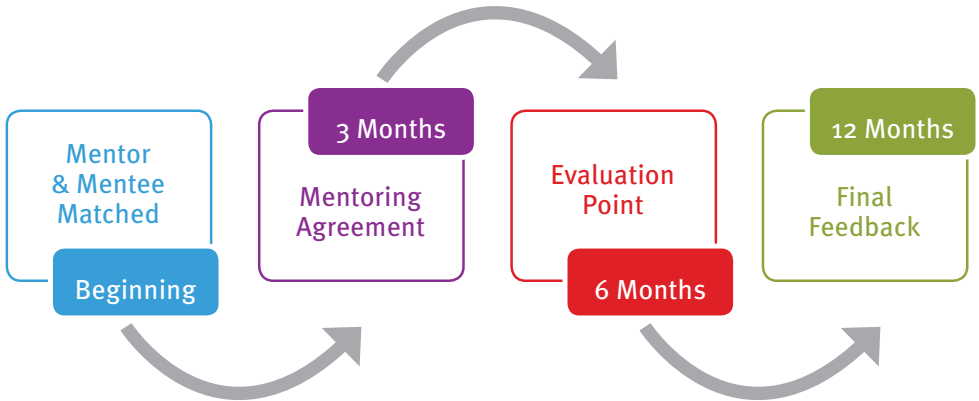 Mentor
& Mentee
Matched
Beginning
3 Months
Mentoring
Agreement
Evaluation
Point
6 Months
12 Months
Final
Feedback